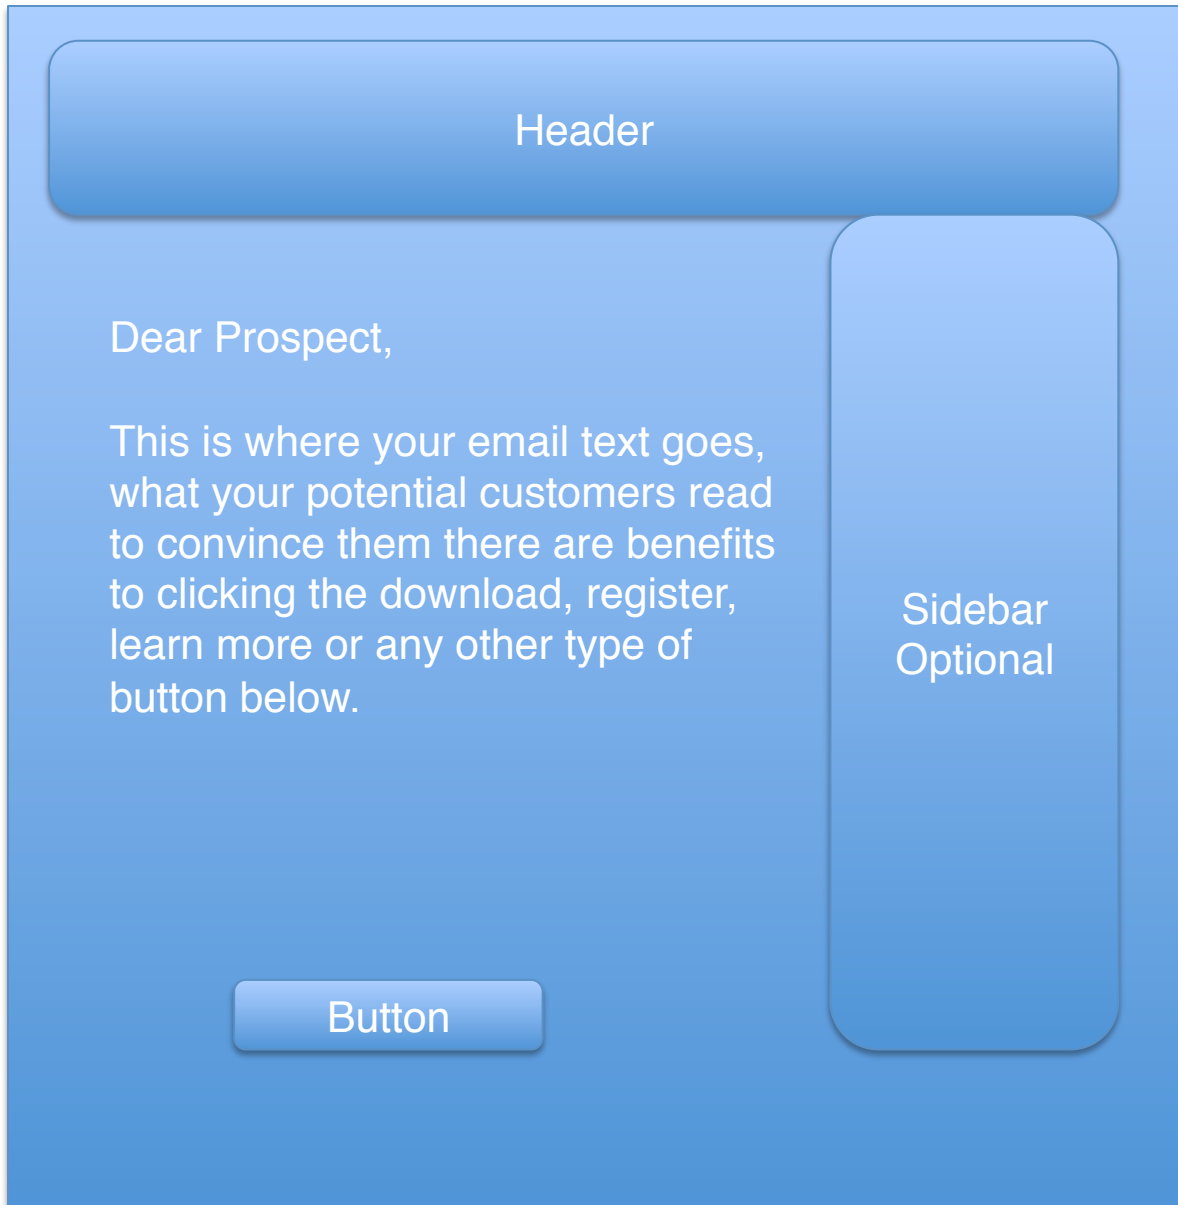 Header
Dear Prospect,
This is where your email text goes,
what your potential customers read
to convince them there are benefits
to clicking the download, register,
learn more or any other type of
button below.
Sidebar
Optional
Button